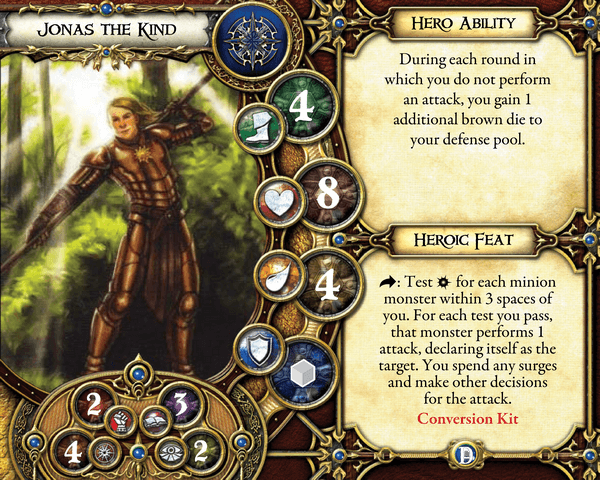 Jonas the Kind
4
8
4
2
3
4
2
Hero Ability
During each round in
which you do not perform
an attack, you gain 1
additional brown die to
your defense pool.
Heroic Feat
: Test for each minion
monster within 3 spaces of
you. For each test you pass,
that monster performs 1
attack, declaring itself as the
target. You spend any surges
and make other decisions
for the attack.
Conversion Kit
D